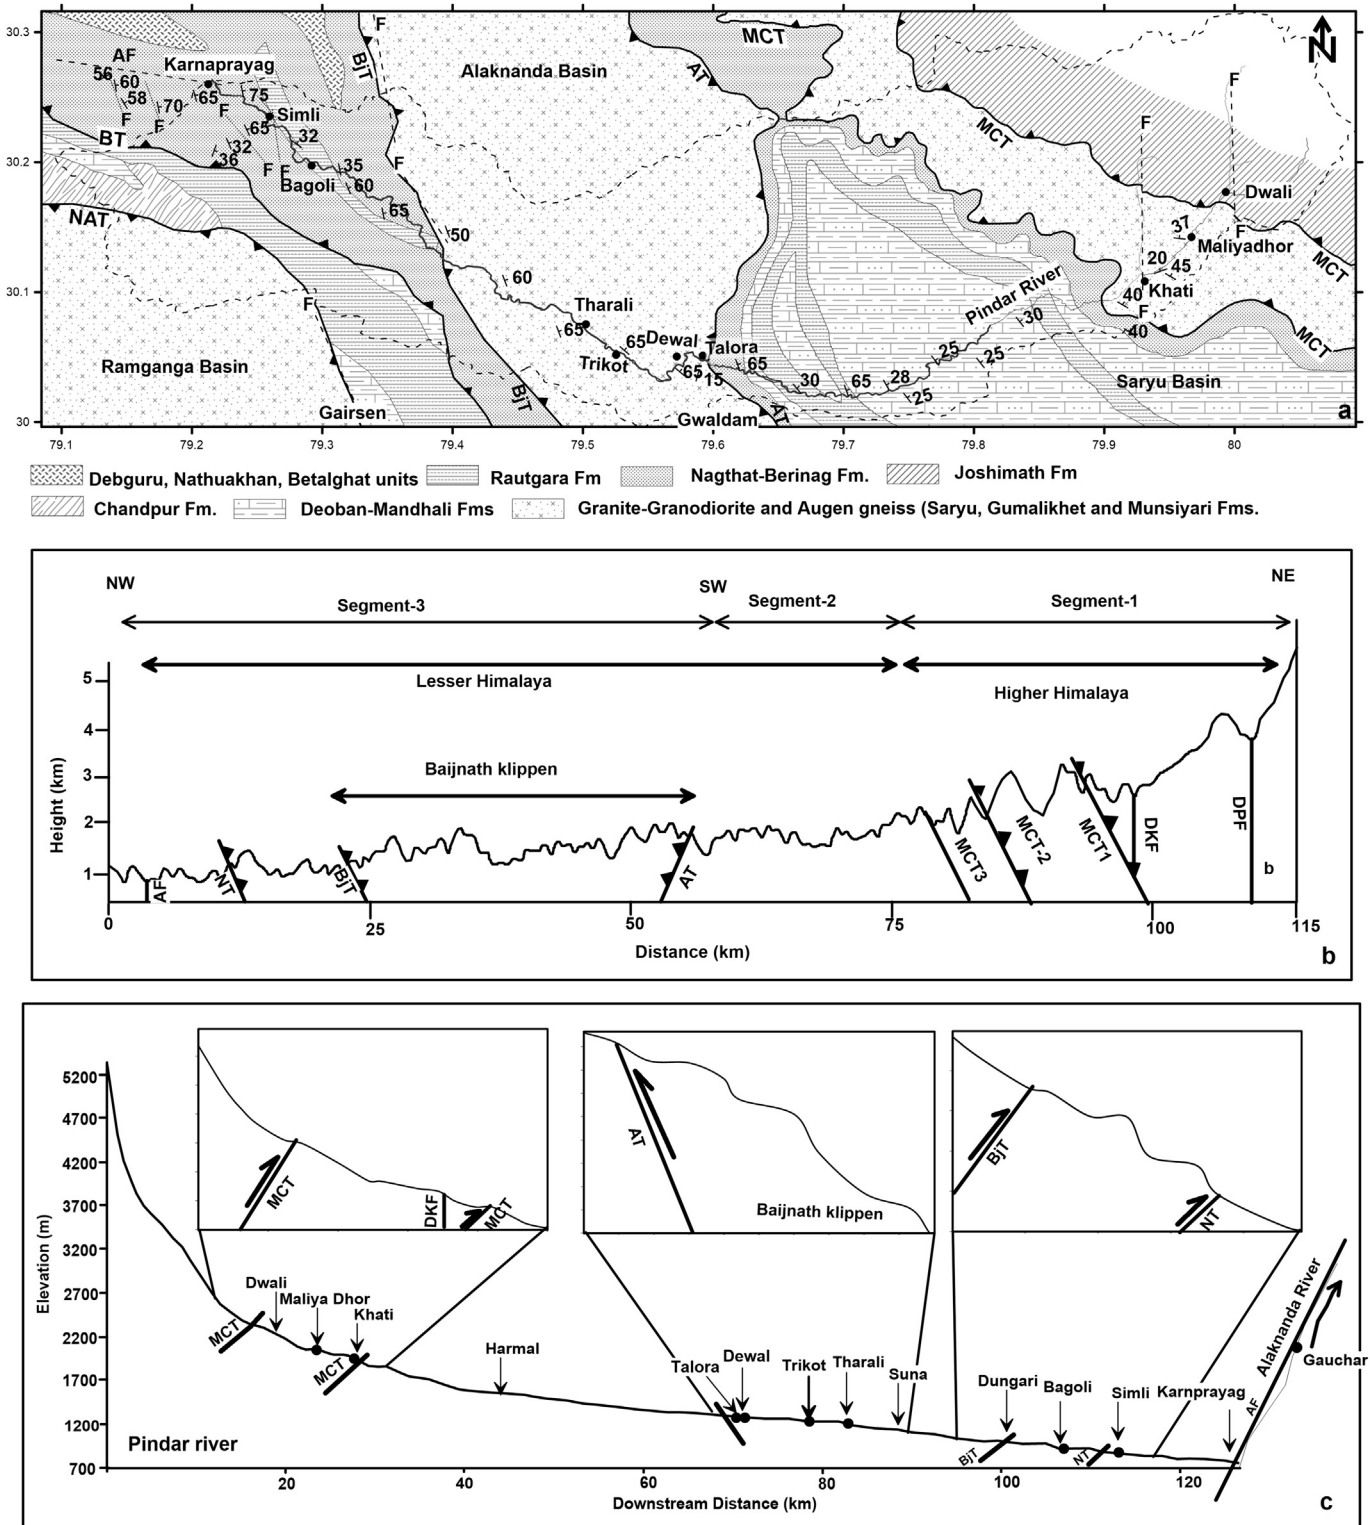 30.3
30.2
30.1
30
AF
Karnaprayag
56
60
58
70
65
75
F
F
F
Simli
65
32
32
36
35
F
F
Bagoli
60
65
50
BT
NAT
F
BjT
F
Alaknanda Basin
AT
MCT
MCT
F
F
Dwali
37
F
Maliyadhor
20
45
Khati
40
F
40
MCT
MCT
Pindar River
30
F
60
Tharali
65
65
Dewal
Talora
Trikot
65
15
65
30
65
28
25
25
25
Ramganga Basin
Gairsen
BjT
Gwaldam
AT
Saryu Basin
N
a
79.1
79.2
79.3
79.4
79.5
79.6
79.7
79.8
79.9
80
Debguru, Nathuakhan, Betalghat units
Rautgara Fm
Nagthat-Berinag Fm.
Joshimath Fm
Chandpur Fm.
Deoban-Mandhali Fms
Granite-Granodiorite and Augen gneiss (Saryu, Gumalikhet and Munsiyari Fms.
NW
SW
NE
Segment-3
Segment-2
Segment-1
Lesser Himalaya
Higher Himalaya
Baijnath klippen
5
4
3
2
1
Height (km)
AF
NT
BjT
AT
MCT3
MCT-2
MCT1
DKF
DPF
b
0
25
50
75
100
115
Distance (km)
b
5200
4700
4200
3700
3200
2700
2200
1700
1200
700
Elevation (m)
MCT
DKF
MCT
AT
Baijnath klippen
BjT
NT
Dwali
Maliya Dhor
Khati
MCT
MCT
Harmal
Talora
Dewal
Trikot
Tharali
Suna
Dungari
Bagoli
Simli
Karnprayag
BjT
NT
AF
Alaknanda River
Gauchar
Pindar river
20
40
60
80
100
120
Downstream Distance (km)
c